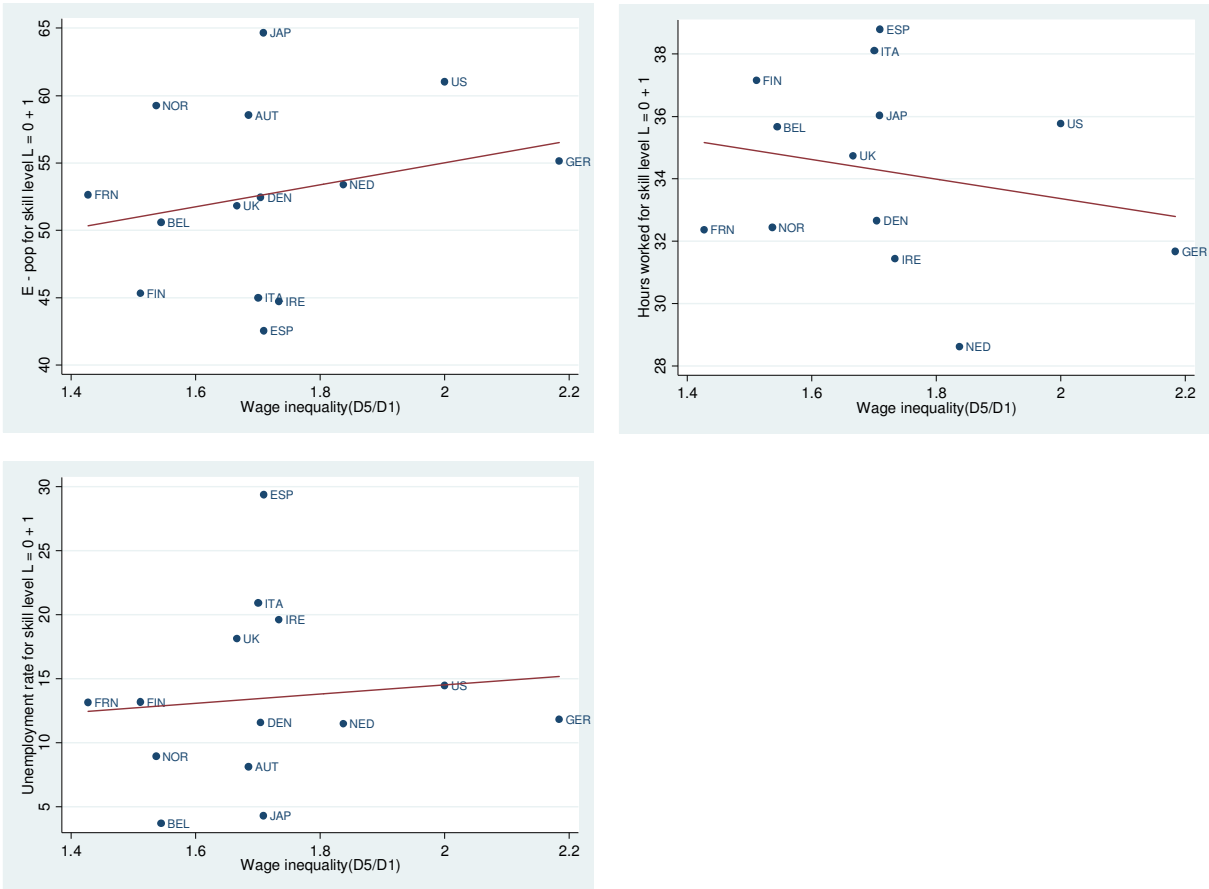 E - pop for skill level L = 0 + 1
65
60
55
50
45
40
JAP
US
NOR
AUT
GER
NED
FRN
DEN
UK
BEL
FIN
ITA
IRE
ESP
1.4 1.6 1.8 2 2.2
Wage inequality(D5/D1)
Hours worked for skill level L = 0 + 1
38
36
34
32
30
28
ESP
ITA
FIN
JAP
US
BEL
UK
DEN
FRN
NOR
GER
IRE
NED
1.4 1.6 1.8 2 2.2
Wage inequality(D5/D1)
Unemployment rate for skill level L = 0 + 1
30
25
20
15
10
5
ESP
ITA
IRE
UK
US
FRN
FIN
GER
DEN
NED
NOR
AUT
JAP
BEL
1.4 1.6 1.8 2 2.2
Wage inequality(D5/D1)